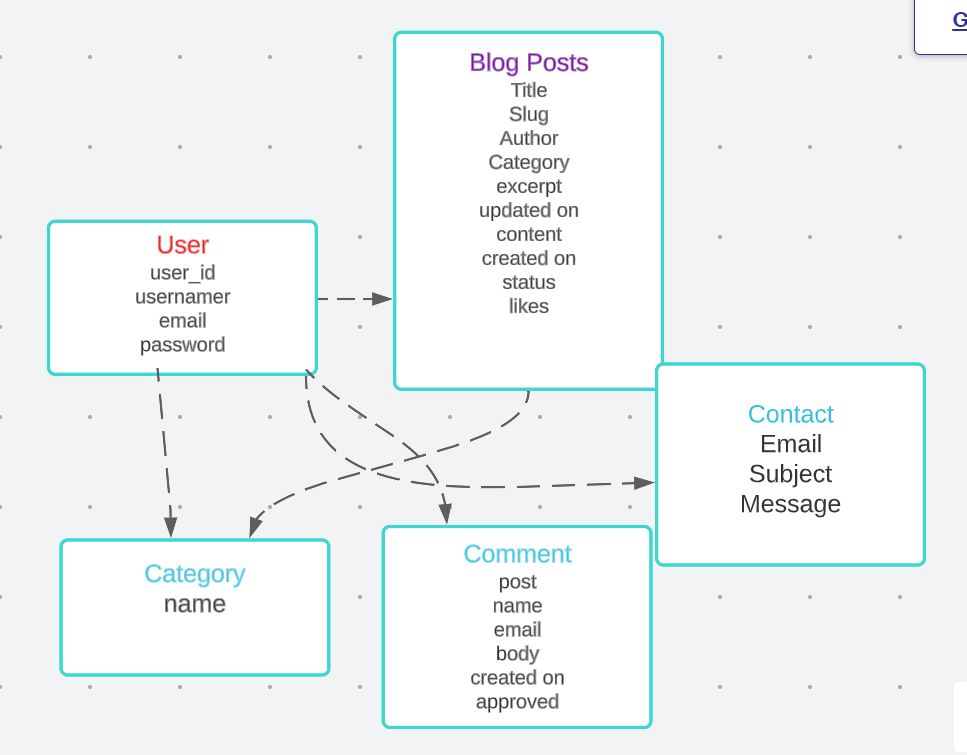 G
Blog Posts
Title
Slug
Author
Category
excerpt
updated on
content
created on
status
likes
User
user_id
usernamer
email
password
Contact
Email
Subject
Message
Category
name
Comment
post
name
email
body
created on
approved